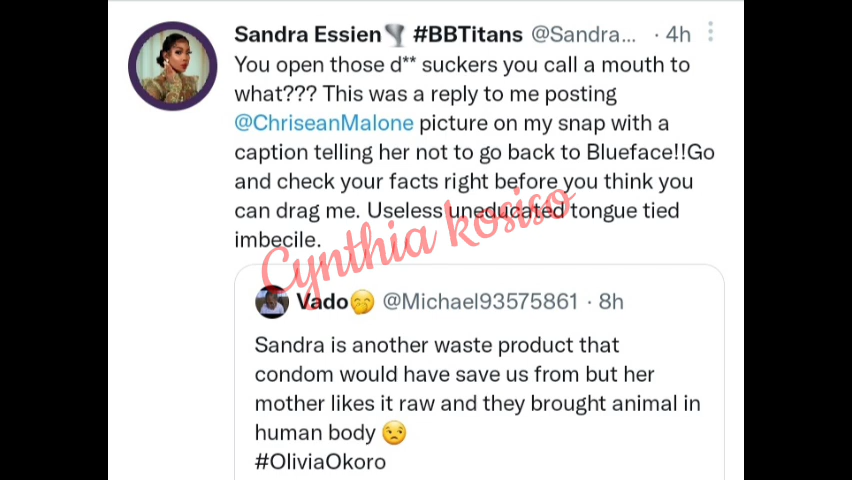 Sandra Essien🌪️ #BBTitans @Sandra... · 4h
You open those d** suckers you call a mouth to
what??? This was a reply to me posting
@ChriseanMalone picture on my snap with a
caption telling her not to go back to Blueface!!Go
and check your facts right before you think you
can drag me. Useless uneducated tongue tied
imbecile.
Cynthia kosiso
Vado🤭 @Michael93575861 · 8h
Sandra is another waste product that
condom would have save us from but her
mother likes it raw and they brought animal in
human body 😒
#OliviaOkoro